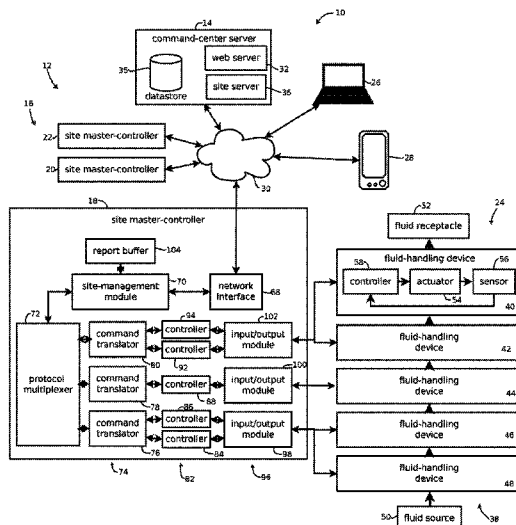 14
10
command-center server
12
35
web server
32
site server
36
datastore
26
16
22
site master-controller
20
site master-controller
30
28
18
site master-controller
52
fluid receptacle
24
report buffer
104
fluid-handling device
58
56
controller
actuator
sensor
54
40
70
site-management module
network interface
68
72
94
102
command translator
controller
input/output module
controller
80
92
fluid-handling device
42
protocol multiplexer
100
command translator
controller
input/output module
78
88
fluid-handling device
44
86
command translator
controller
input/output module
controller
76
84
98
fluid-handling device
46
fluid-handling device
48
74
82
96
50
fluid source
38